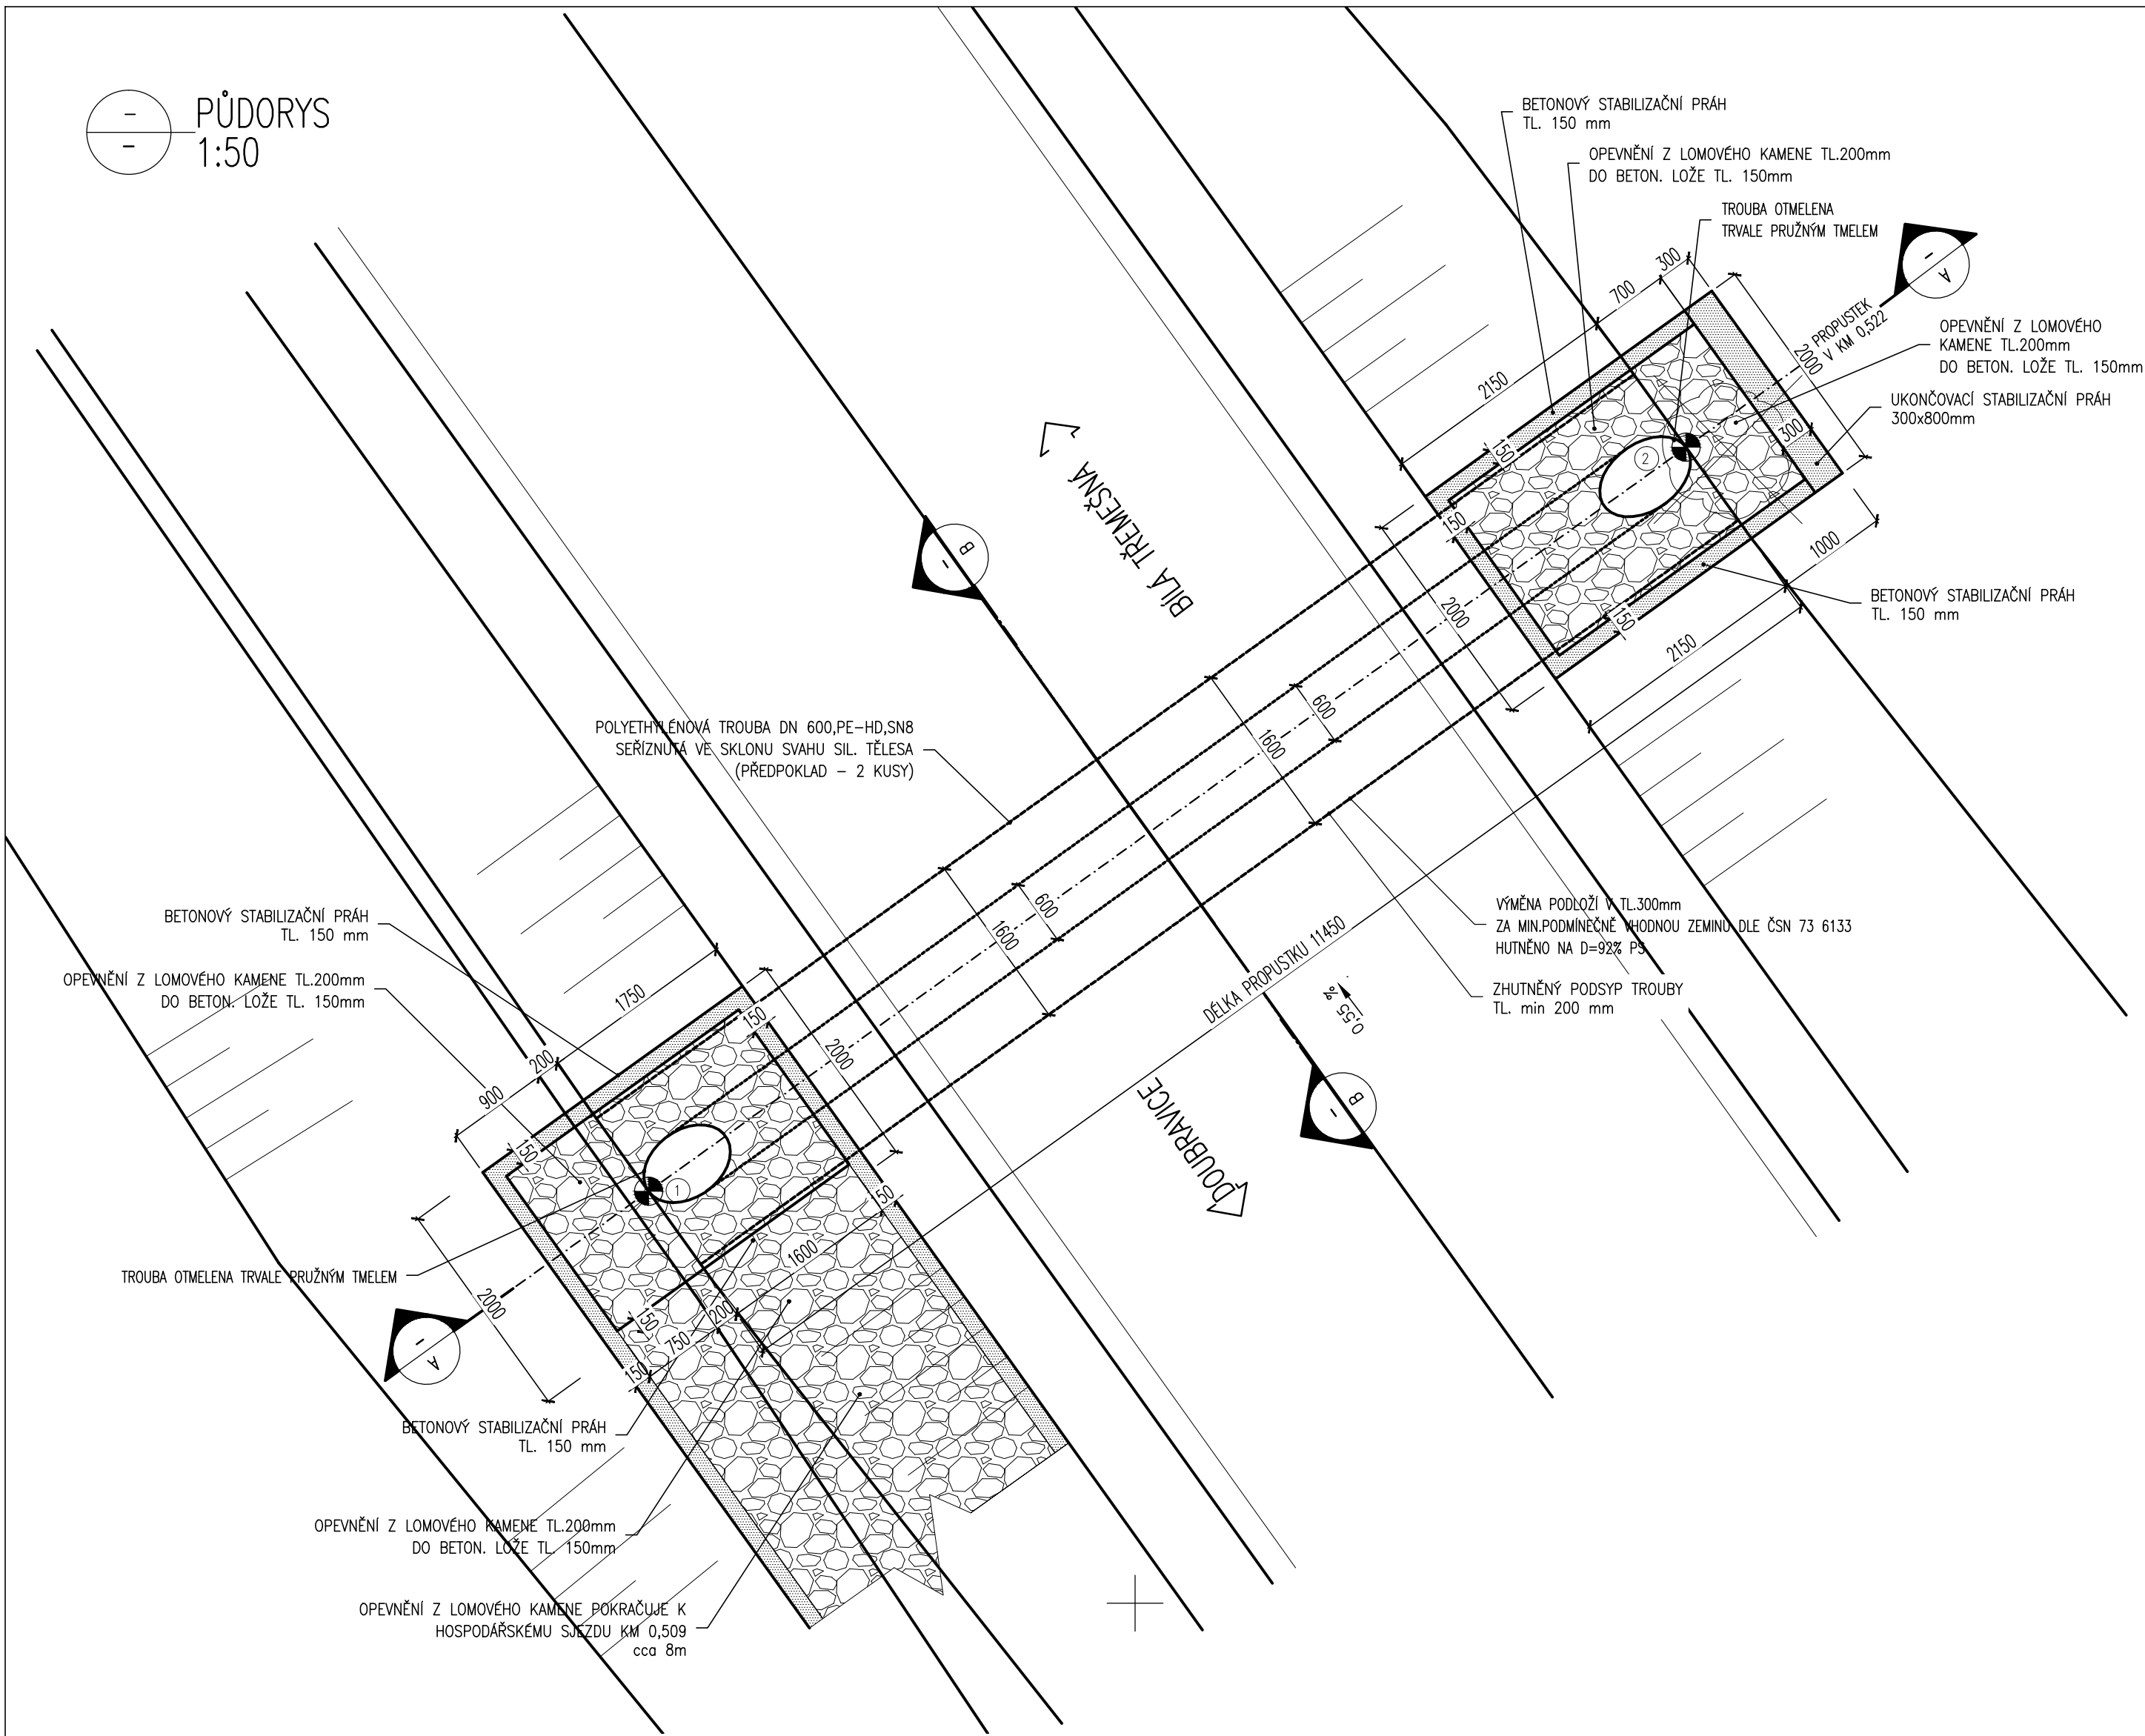 PŮDORYS
1:50
BETONOVÝ STABILIZAČNÍ PRÁH
TL. 150 mm
OPEVNĚNÍ Z LOMOVÉHO KAMENE TL.200mm
DO BETON. LOŽE TL. 150mm
TROUBA OTMELENA
TRVALE PRUŽNÝM TMELEM
A
PROPUSTEK
V KM 0,522
OPEVNĚNÍ Z LOMOVÉHO
KAMENE TL.200mm
DO BETON. LOŽE TL. 150mm
UKONČOVACÍ STABILIZAČNÍ PRÁH
300x800mm
BETONOVÝ STABILIZAČNÍ PRÁH
TL. 150 mm
300
700
2150
2000
300
150
2
150
1000
150
2150
2000
BÍLÁ TŘEMEŠNÁ
B
POLYETHYLÉNOVÁ TROUBA DN 600,PE-HD,SN8
SEŘÍZNUTÁ VE SKLONU SVAHU SIL. TĚLESA
(PŘEDPOKLAD - 2 KUSY)
600
1600
600
1600
VÝMĚNA PODLOŽÍ V TL.300mm
ZA MIN.PODMÍNEČNĚ VHODNOU ZEMINU DLE ČSN 73 6133
HUTNĚNO NA D=92% PS
ZHUTNĚNÝ PODSYP TROUBY
TL. min 200 mm
DÉLKA PROPUSTKU 11450
0,55 %
DOUBRAVICE
B
BETONOVÝ STABILIZAČNÍ PRÁH
TL. 150 mm
OPEVNĚNÍ Z LOMOVÉHO KAMENE TL.200mm
DO BETON. LOŽE TL. 150mm
1750
200
900
150
2000
150
1
150
1600
200
750
150
150
2000
TROUBA OTMELENA TRVALE PRUŽNÝM TMELEM
A
BETONOVÝ STABILIZAČNÍ PRÁH
TL. 150 mm
OPEVNĚNÍ Z LOMOVÉHO KAMENE TL.200mm
DO BETON. LOŽE TL. 150mm
OPEVNĚNÍ Z LOMOVÉHO KAMENE POKRAČUJE K
HOSPODÁŘSKÉMU SJEZDU KM 0,509
cca 8m